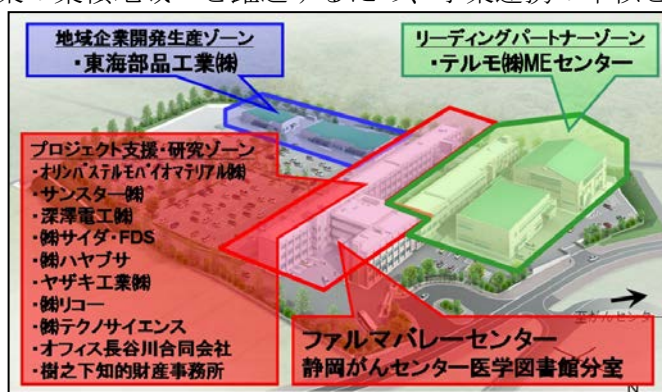 地域企業開発生産ゾーン
・東海部品工業㈱
リーディングパートナーゾーン
・テルモ㈱MEセンター
プロジェクト支援・研究ゾーン
・オリンパステルモバイオマテリアル㈱
・サンスター㈱
・深澤電工㈱
・㈱サイダ・FDS
・㈱ハヤブサ
・ヤザキ工業㈱
・㈱リコー
・㈱テクノサイエンス
・オフィス長谷川合同会社
・樹之下知的財産事務所
ファルマバレーセンター
静岡がんセンター医学図書館分室
至がんセンター
N